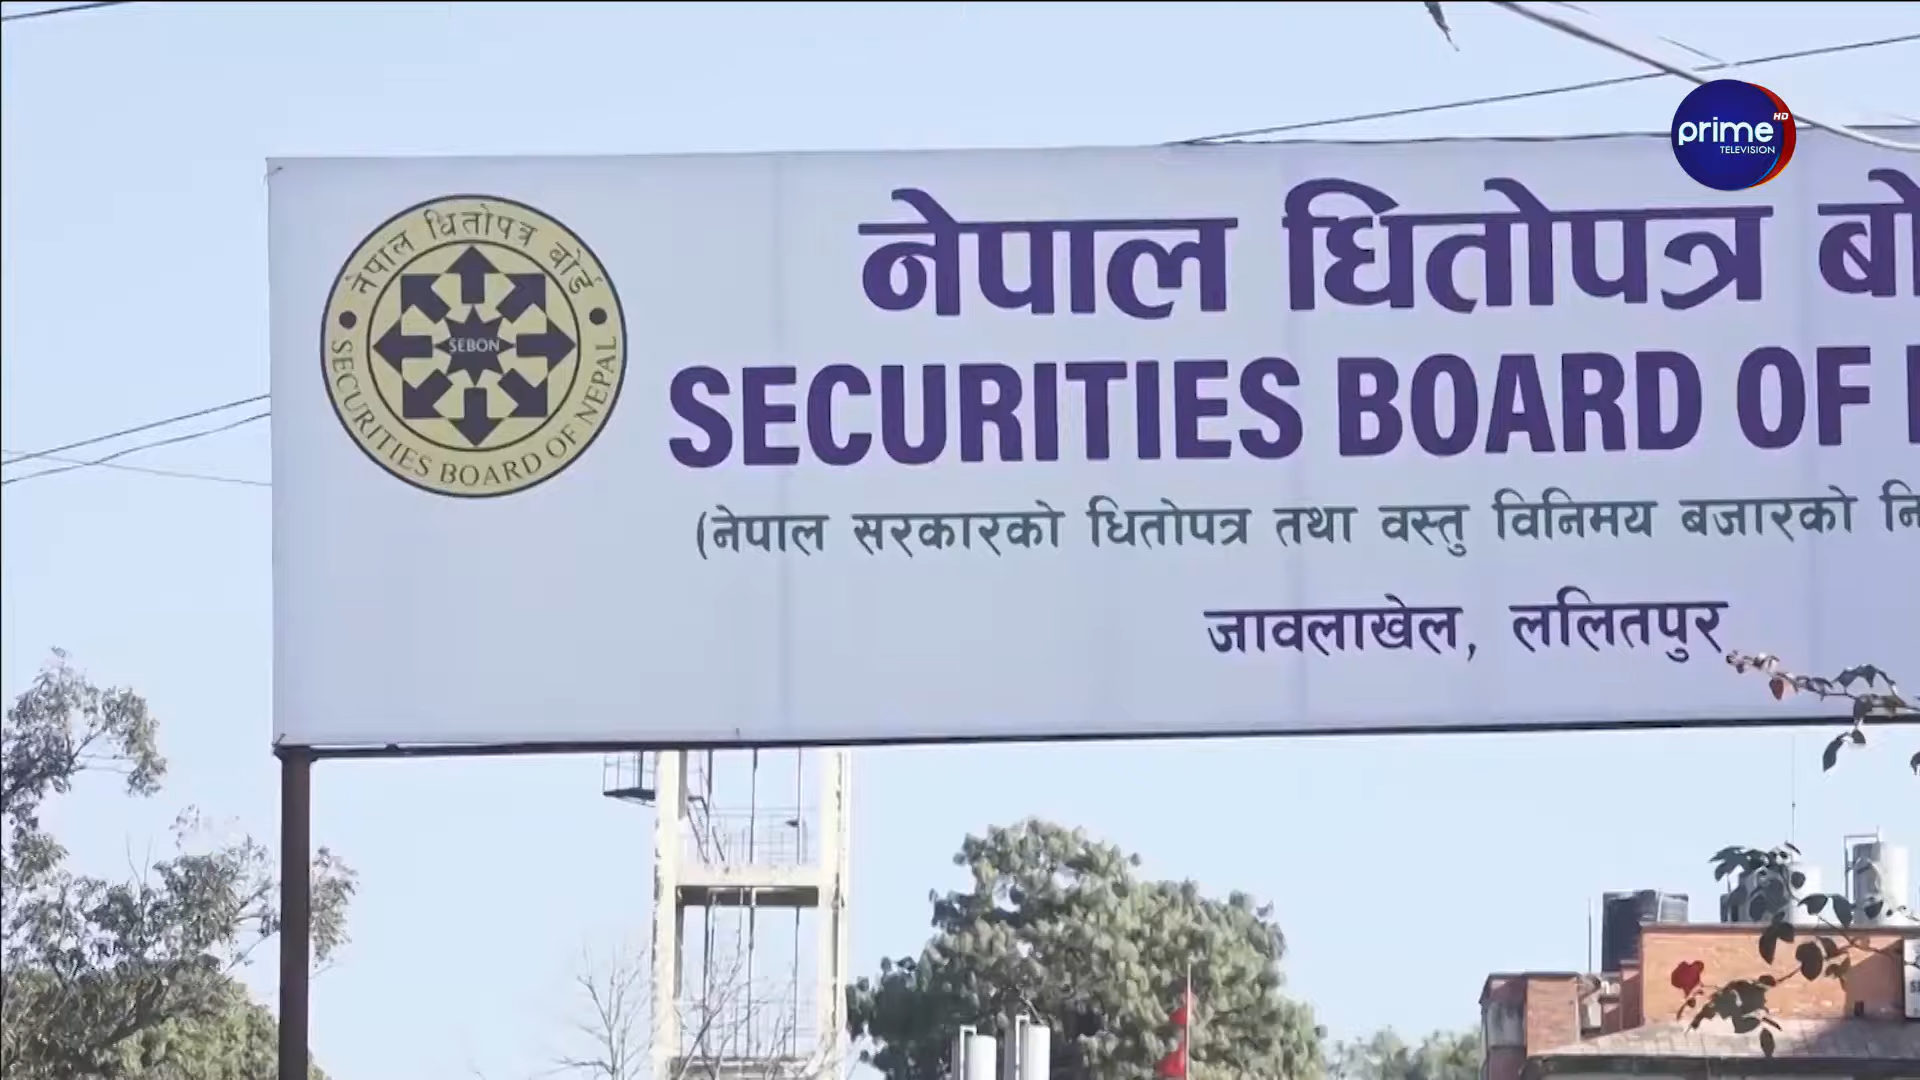 prime HD
TELEVISION
नेपाल धितोपत्र बोर्ड
SEBON
SECURITIES BOARD OF NEPAL
नेपाल धितोपत्र
SECURITIES BOARD OF
(नेपाल सरकारको धितोपत्र तथा वस्तु विनिमय बजारको
जावलाखेल, ललितपुर